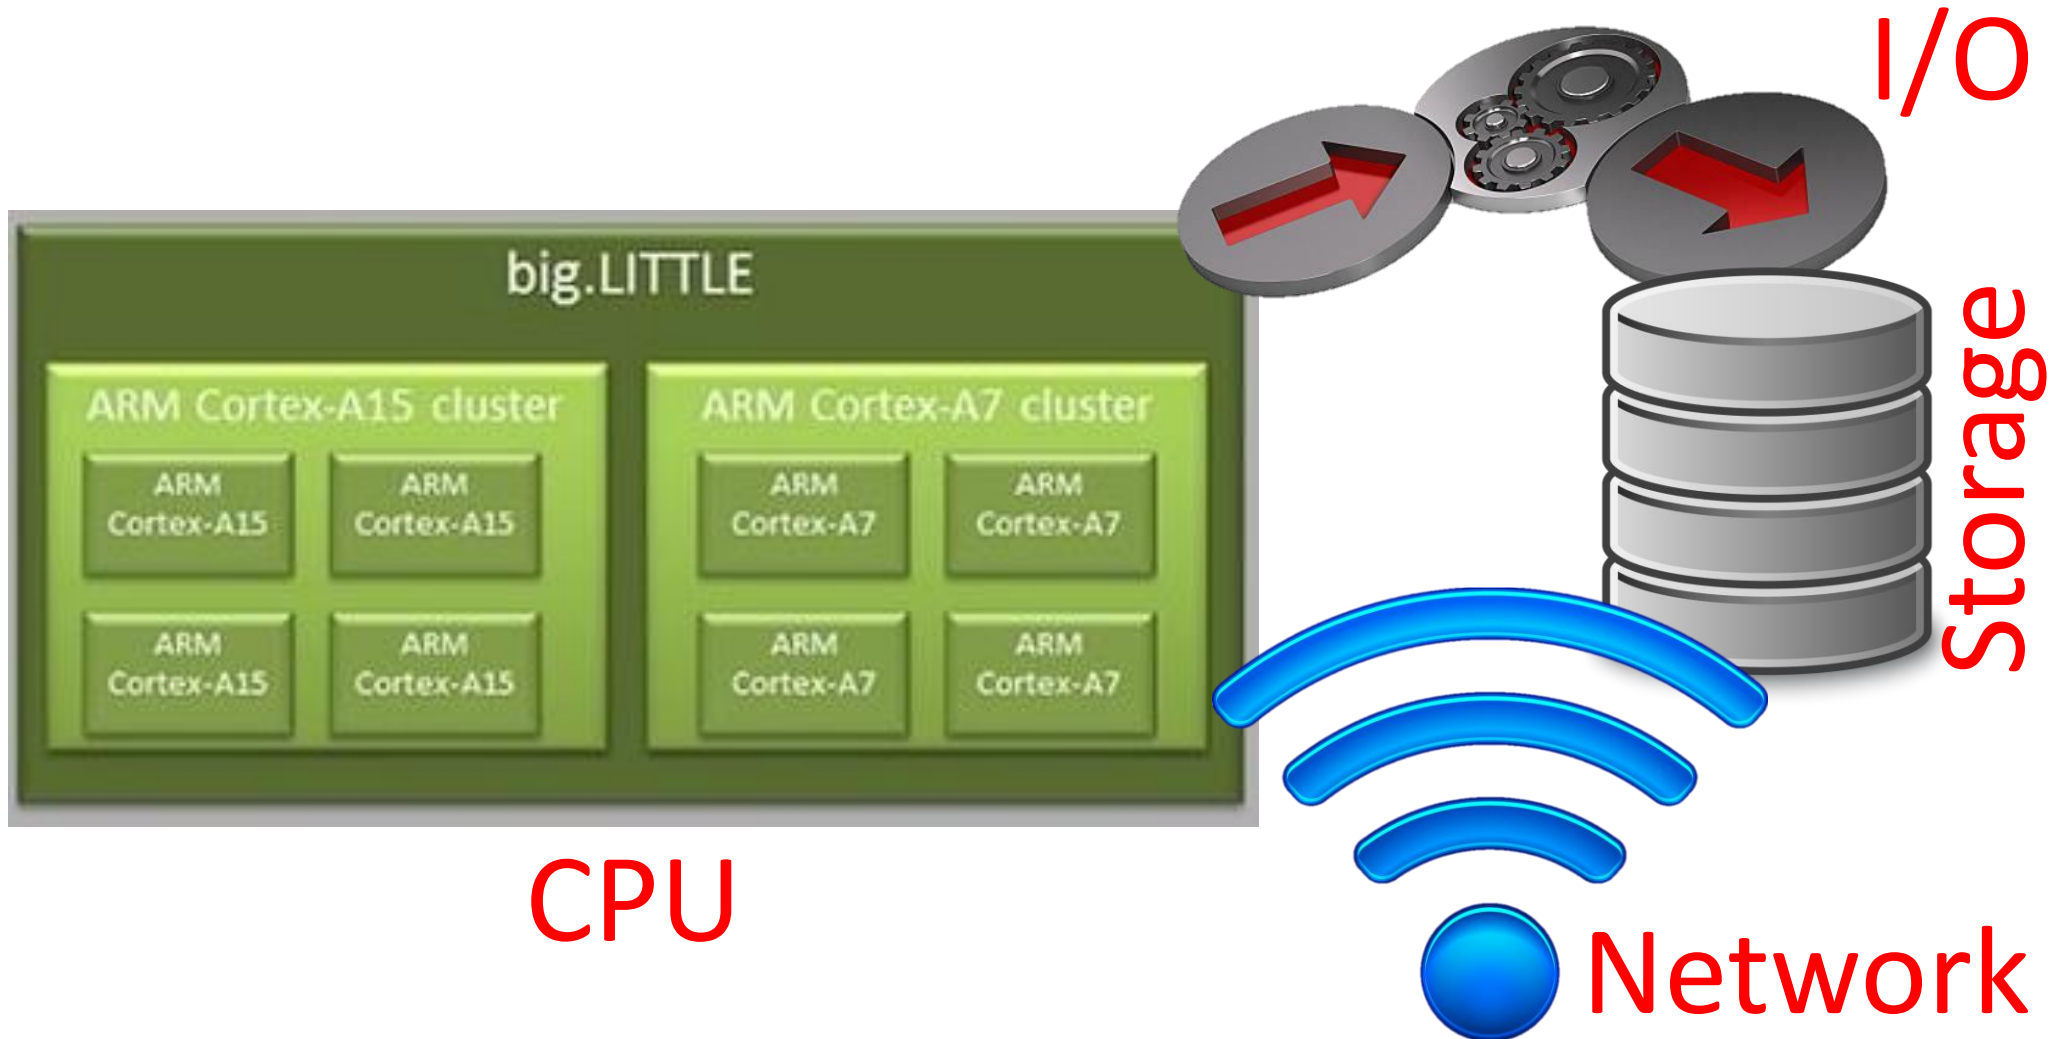 I/O
big.LITTLE
ARM Cortex-A15 cluster
ARM
Cortex-A15
ARM
Cortex-A15
ARM
Cortex-A15
ARM
Cortex-A15
ARM Cortex-A7 cluster
ARM
Cortex-A7
ARM
Cortex-A7
ARM
Cortex-A7
ARM
Cortex-A7
Storage
CPU
Network